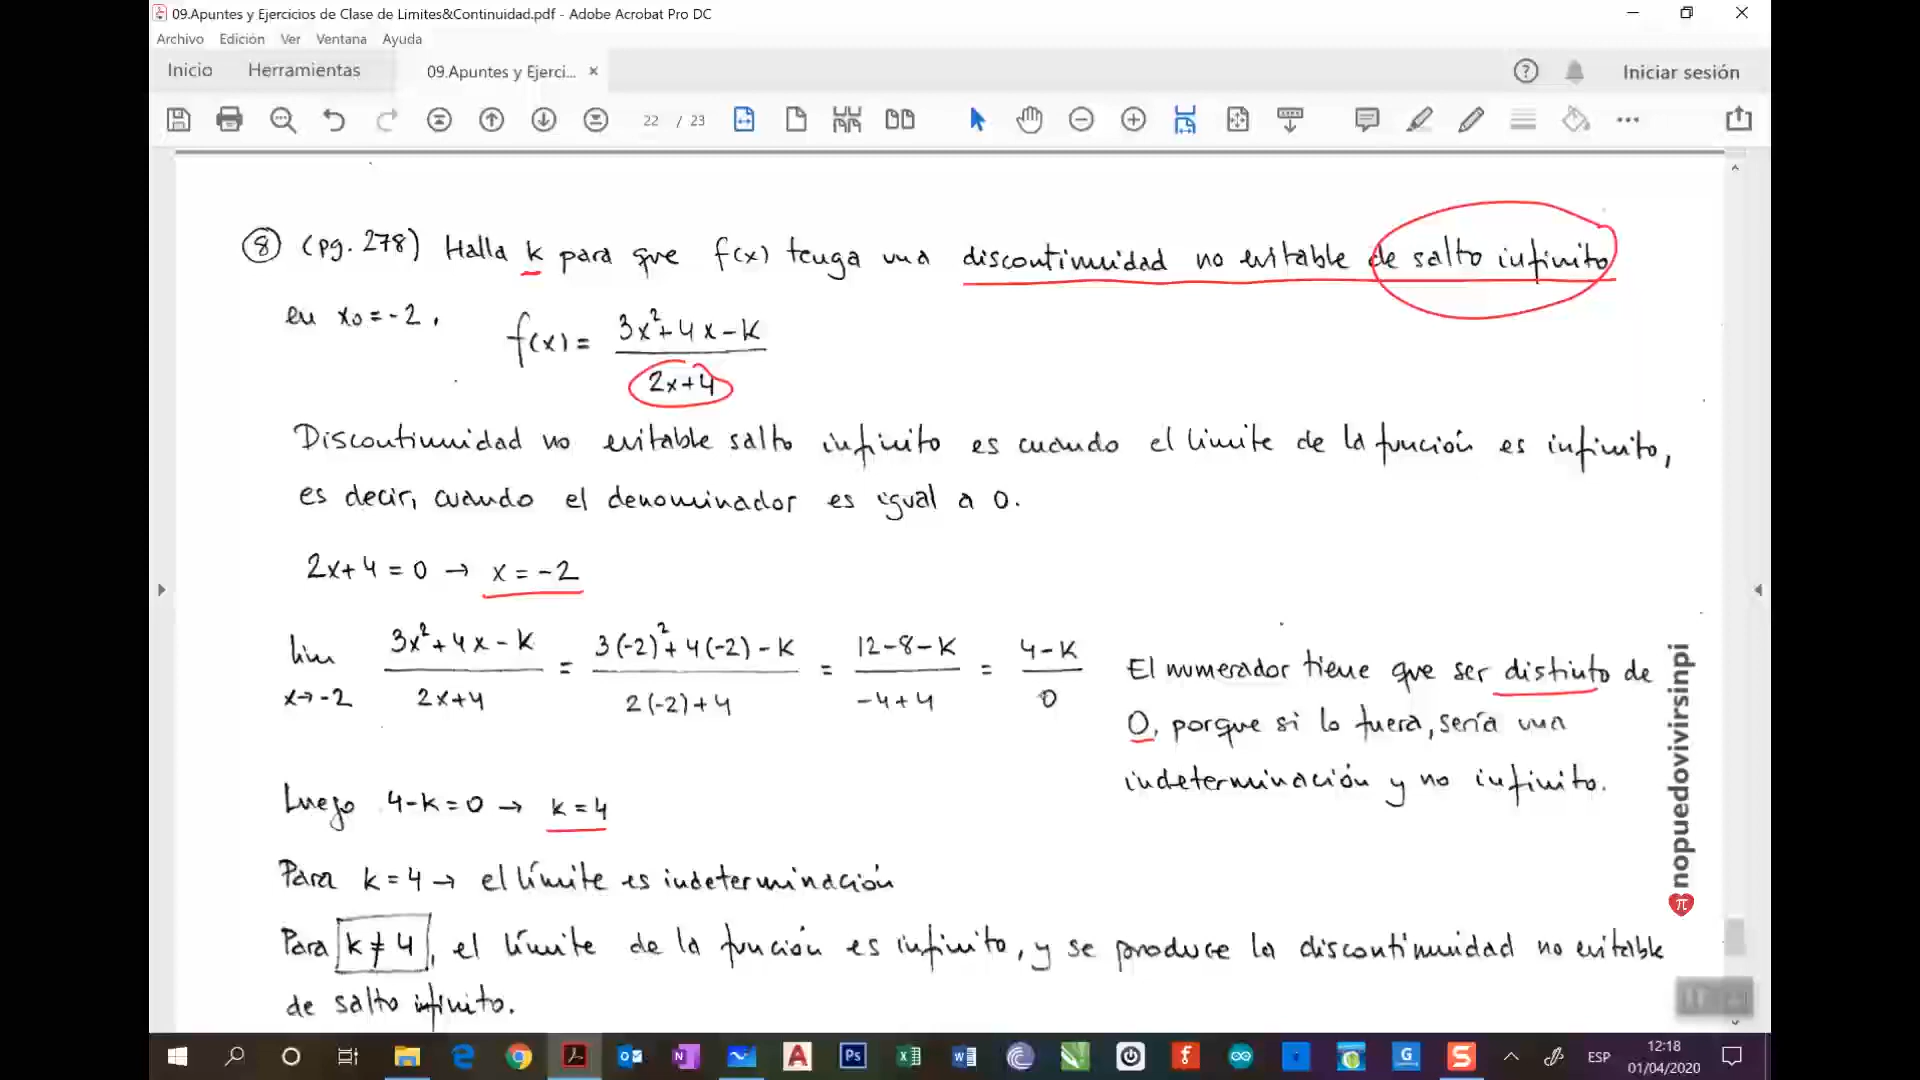 09.Apuntes y Ejercicios de Clase de Limites&Continuidad.pdf - Adobe Acrobat Pro DC
Archivo Edición Ver Ventana Ayuda
Inicio Herramientas 09.Apuntes y Ejerci... × Iniciar sesión
22 / 23
⑧ (pg. 278) Halla k para que f(x) tenga una discontinuidad no evitable de salto infinito
en x0=-2. f(x) = (3x²+4x-k)/(2x+4)
Discontinuidad no evitable salto infinito es cuando el límite de la función es infinito,
es decir, cuando el denominador es igual a 0.
2x+4=0 → x=-2
lim x→-2 (3x²+4x-k)/(2x+4) = (3(-2)²+4(-2)-k)/(2(-2)+4) = (12-8-k)/(-4+4) = (4-k)/0
El numerador tiene que ser distinto de
0, porque si lo fuera, sería una
indeterminación y no infinito.
Luego 4-k=0 → k=4
Para k=4 → el límite es indeterminación
Para k≠4, el límite de la función es infinito, y se produce la discontinuidad no evitable
de salto infinito.
nopuedovivirsinpi
π
ESP
12:18
01/04/2020